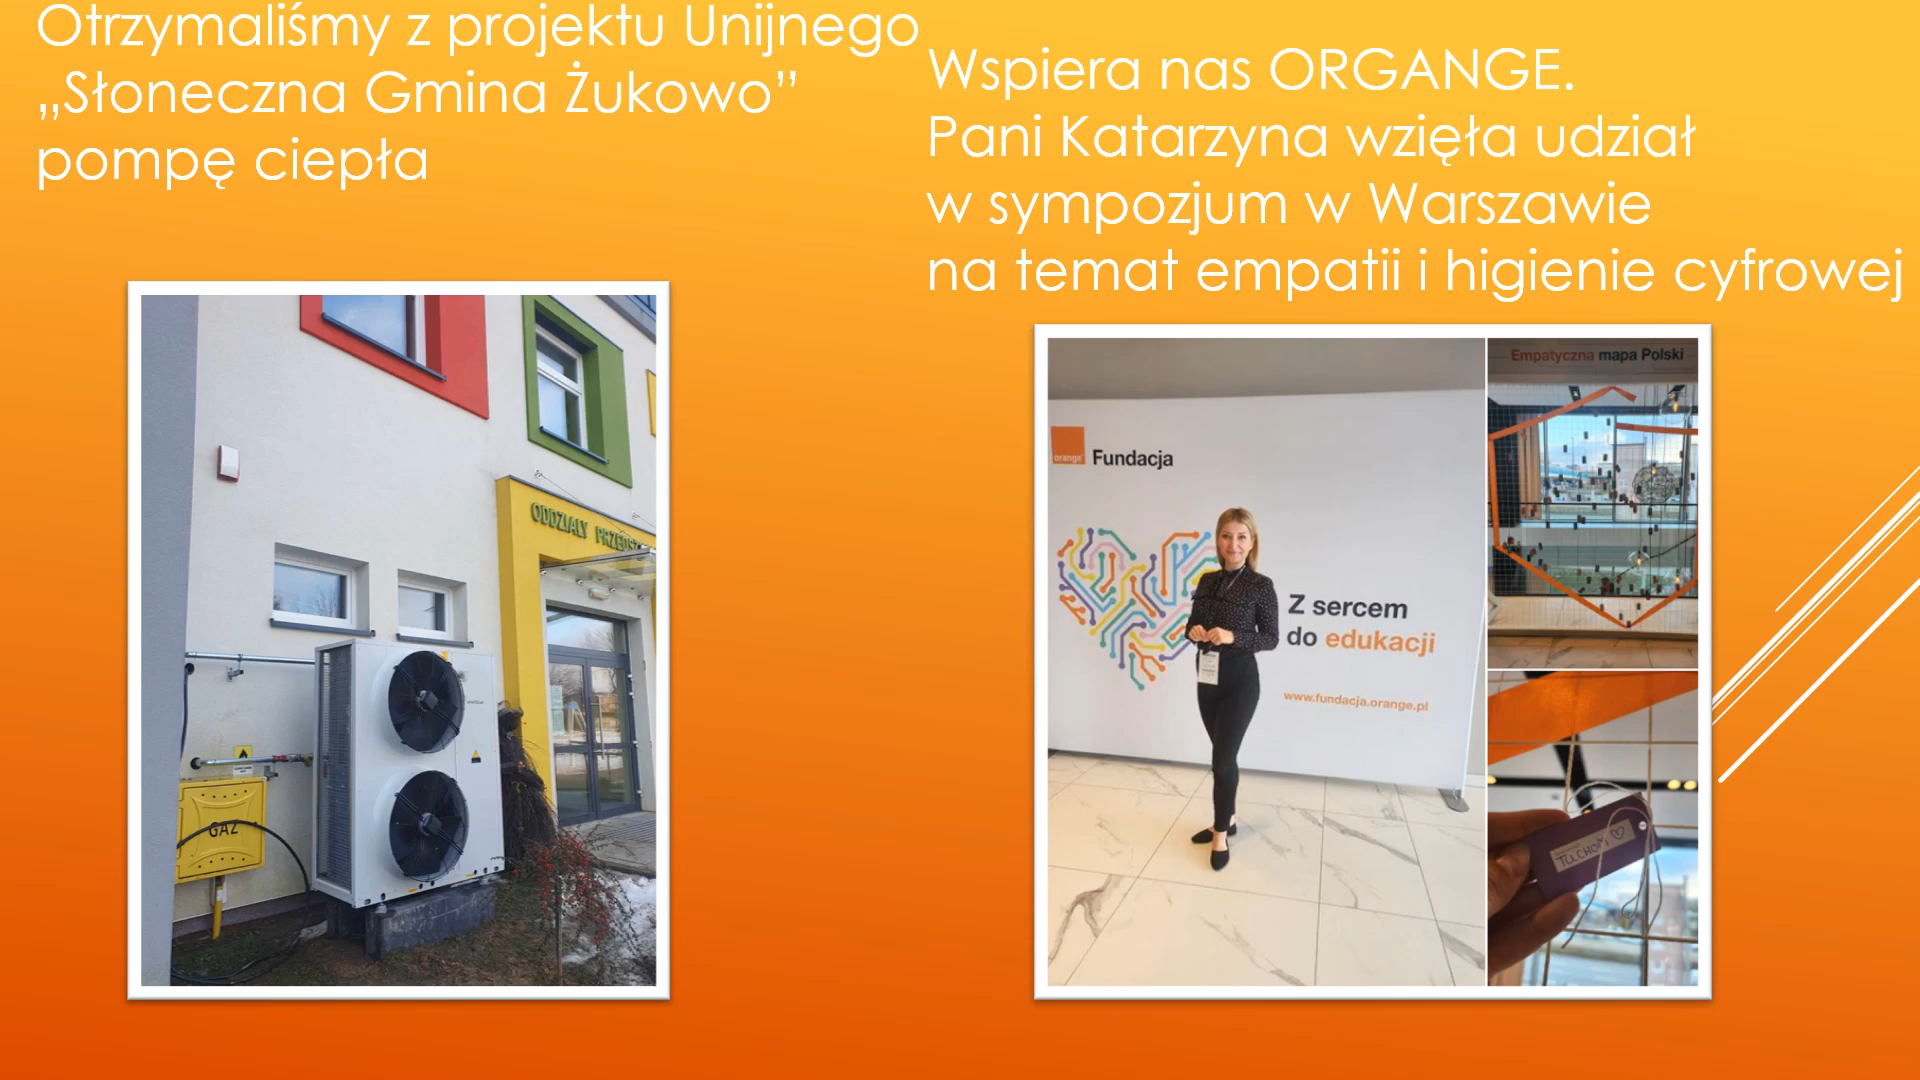 Otrzymaliśmy z projektu Unijnego
„Słoneczna Gmina Żukowo”
pompę ciepła
Wspiera nas ORGANGE.
Pani Katarzyna wzięła udział
w sympozjum w Warszawie
na temat empatii i higienie cyfrowej
ODDZIAŁY
GAZ
orange
Fundacja
Z sercem
do edukacji
www.fundacja.orange.pl
Empatyczna mapa Polski